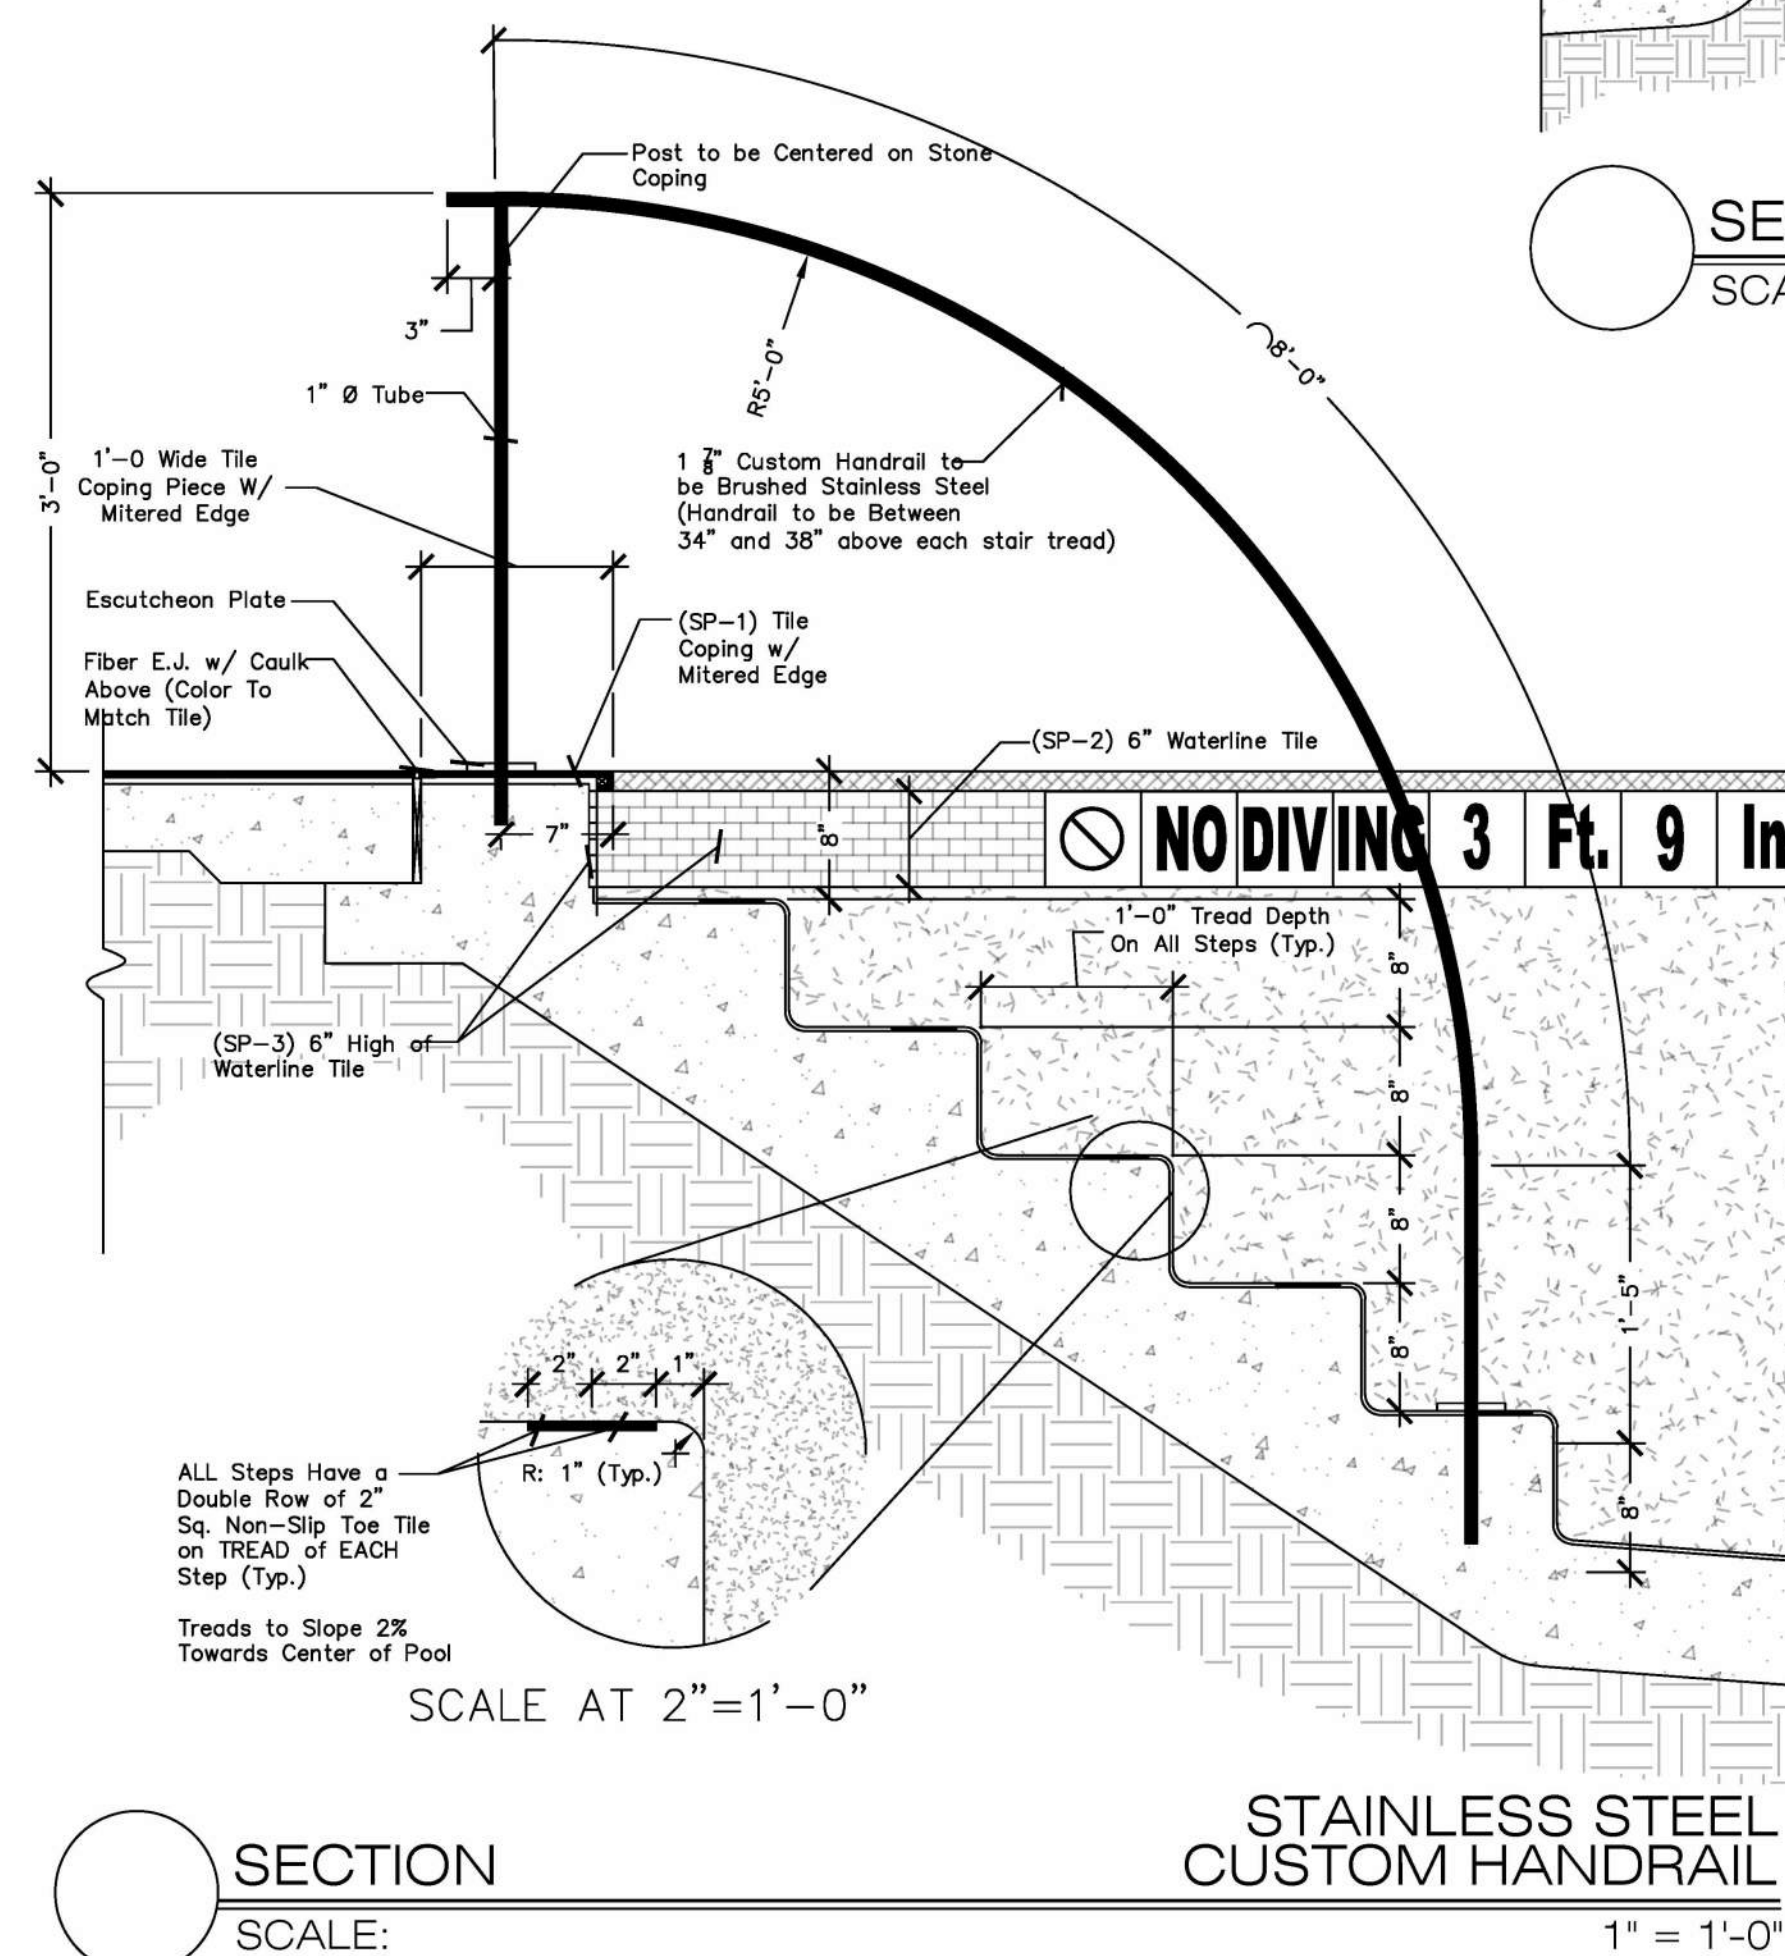 Post to be Centered on Stone
Coping
SE
SCA
3"
R5'-0"
8'-0"
1" Ø Tube
3'-0"
1'-0 Wide Tile
Coping Piece W/
Mitered Edge
1 7/8" Custom Handrail to
be Brushed Stainless Steel
(Handrail to be Between
34" and 38" above each stair tread)
Escutcheon Plate
(SP-1) Tile
Coping w/
Mitered Edge
Fiber E.J. w/ Caulk
Above (Color To
Match Tile)
(SP-2) 6" Waterline Tile
7"
8"
NO DIVING 3 Ft. 9 In
1'-0" Tread Depth
On All Steps (Typ.)
8"
(SP-3) 6" High of
Waterline Tile
8"
8"
8"
1'-5"
8"
2" 2" 1"
R: 1" (Typ.)
ALL Steps Have a
Double Row of 2"
Sq. Non-Slip Toe Tile
on TREAD of EACH
Step (Typ.)
Treads to Slope 2%
Towards Center of Pool
SCALE AT 2"=1'-0"
STAINLESS STEEL
SECTION CUSTOM HANDRAIL
SCALE: 1" = 1'-0"